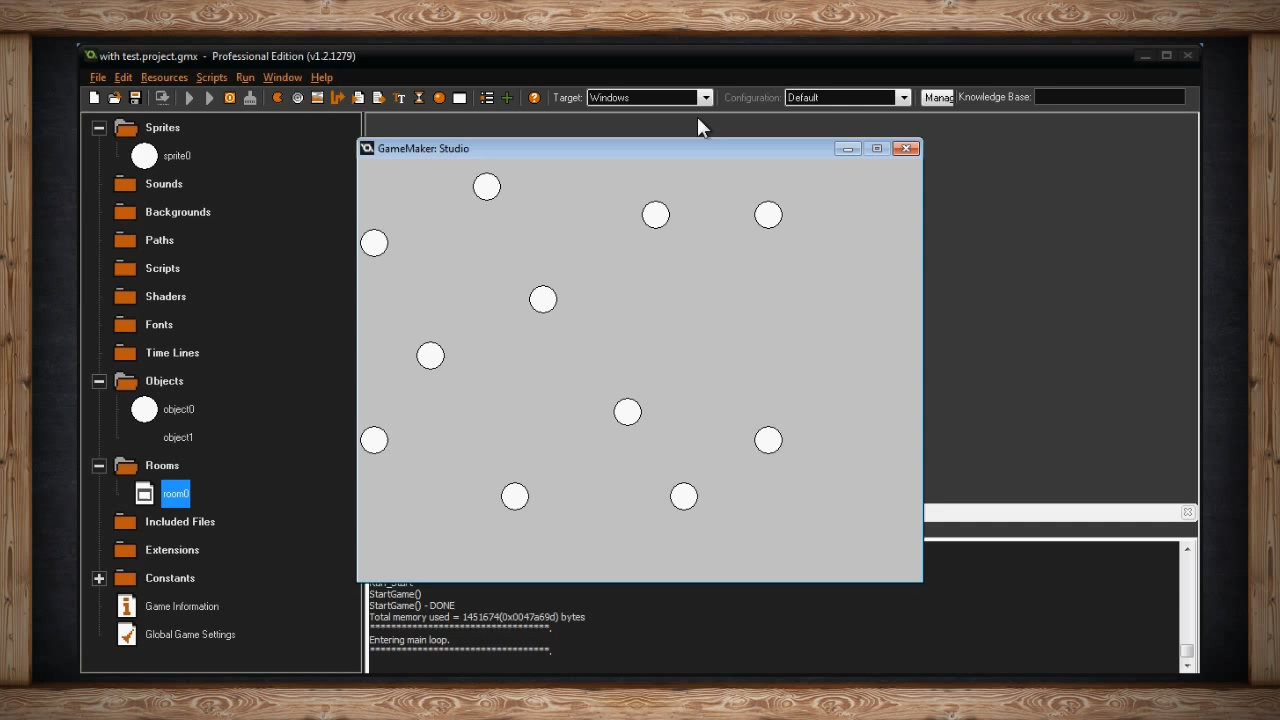 with test.project.gmx - Professional Edition (v1.2.1279)
File Edit Resources Scripts Run Window Help
Target: Windows Configuration: Default Manag Knowledge Base:
Sprites
sprite0
Sounds
Backgrounds
Paths
Scripts
Shaders
Fonts
Time Lines
Objects
object0
object1
Rooms
room0
Included Files
Extensions
Constants
Game Information
Global Game Settings
GameMaker: Studio
Run_Start
StartGame()
StartGame() - DONE
Total memory used = 1451674(0x0047a69d) bytes
**********************************.
Entering main loop.
**********************************.